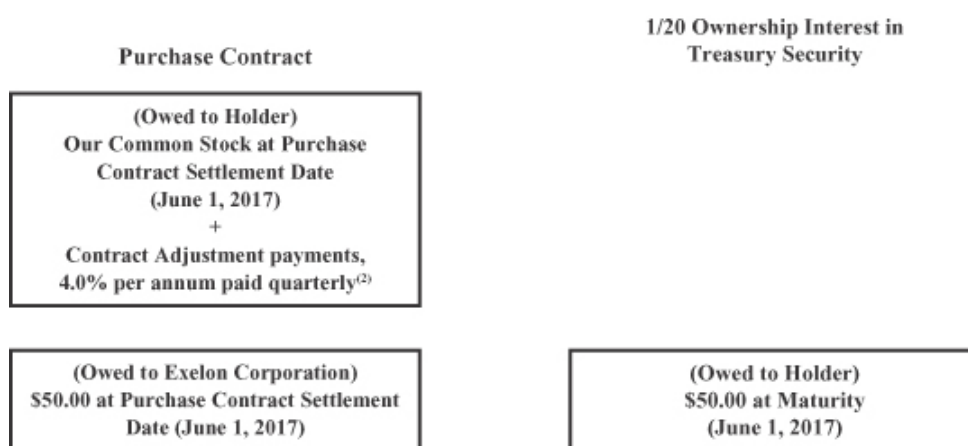 Purchase Contract
1/20 Ownership Interest in
Treasury Security
(Owed to Holder)
Our Common Stock at Purchase
Contract Settlement Date
(June 1, 2017)
+
Contract Adjustment payments,
4.0% per annum paid quarterly(2)
(Owed to Exelon Corporation)
$50.00 at Purchase Contract Settlement
Date (June 1, 2017)
(Owed to Holder)
$50.00 at Maturity
(June 1, 2017)